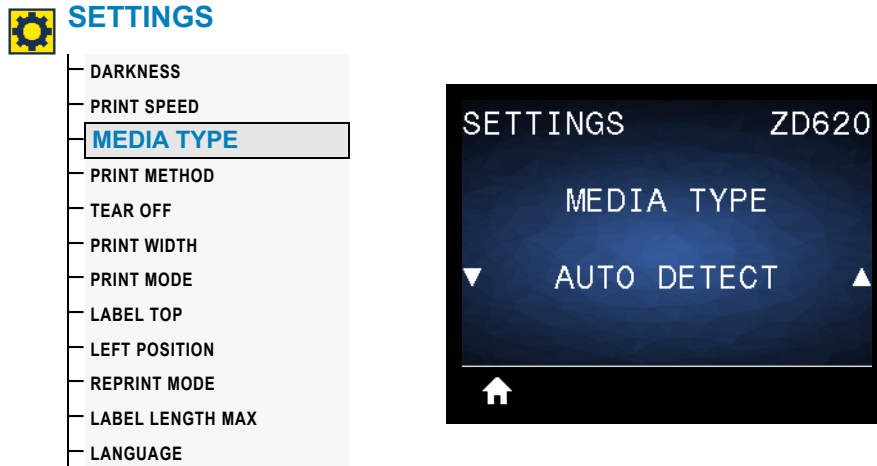 SETTINGS
DARKNESS
PRINT SPEED
MEDIA TYPE
PRINT METHOD
TEAR OFF
PRINT WIDTH
PRINT MODE
LABEL TOP
LEFT POSITION
REPRINT MODE
LABEL LENGTH MAX
LANGUAGE
SETTINGS ZD620
MEDIA TYPE
AUTO DETECT